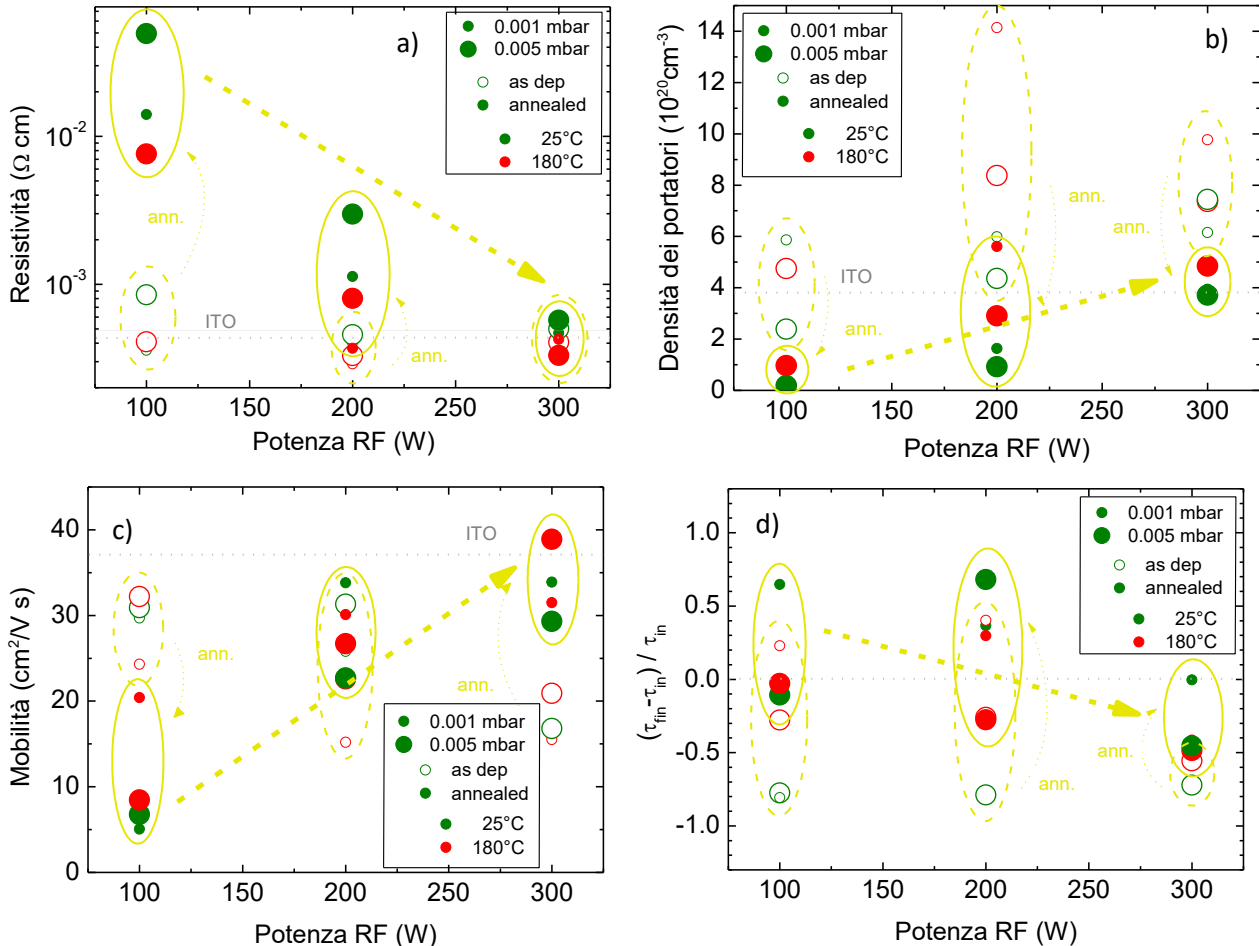 a)
0.001 mbar
0.005 mbar
as dep
annealed
25°C
180°C
10⁻²
10⁻³
Resistività (Ω cm)
ann.
ann.
ITO
100 150 200 250 300
Potenza RF (W)
b)
0.001 mbar
0.005 mbar
as dep
annealed
25°C
180°C
14
12
10
8
6
4
2
0
Densità dei portatori (10²⁰cm⁻³)
ITO
ann.
ann.
ann.
100 150 200 250 300
Potenza RF (W)
c)
ITO
40
30
20
10
0
Mobilità (cm²/V s)
ann.
ann.
0.001 mbar
0.005 mbar
as dep
annealed
25°C
180°C
100 150 200 250 300
Potenza RF (W)
d)
0.001 mbar
0.005 mbar
as dep
annealed
25°C
180°C
1.0
0.5
0.0
-0.5
-1.0
(τfin-τin) / τin
ann.
ann.
100 150 200 250 300
Potenza RF (W)